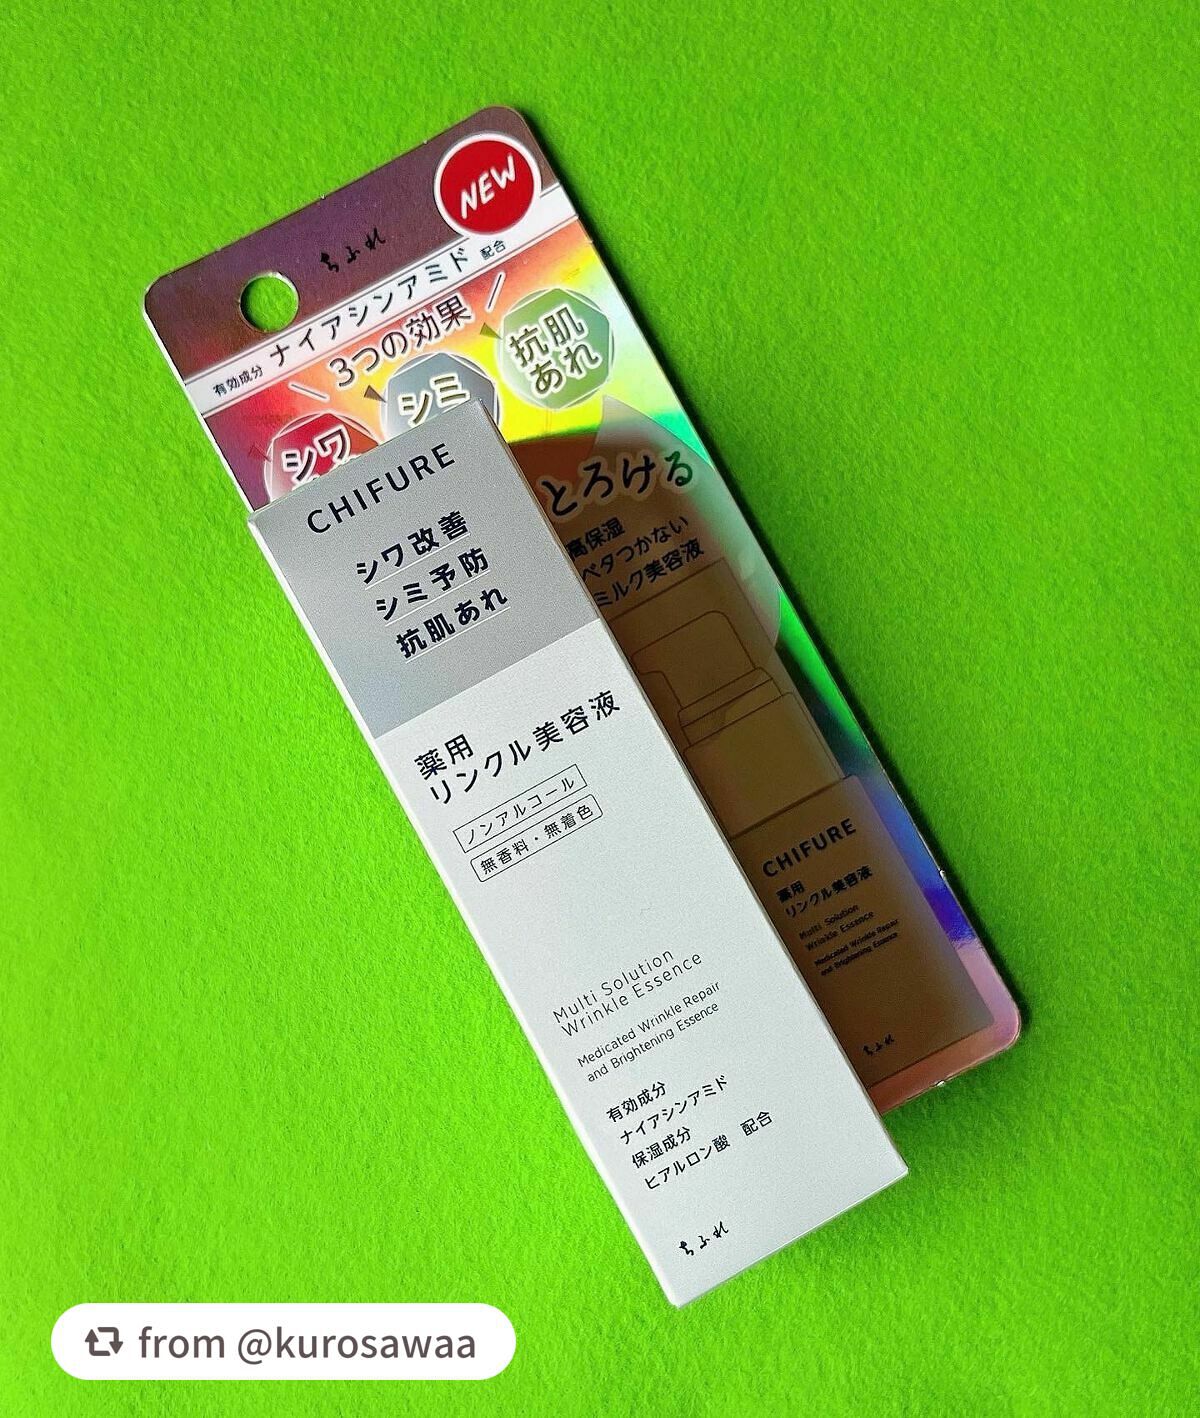 NEW
ちふれ
有効成分 ナイアシンアミド 配合
3つの効果
シワ
シミ
抗肌
あれ
とろける
高保湿
ベタつかない
ミルク美容液
CHIFURE
シワ改善
シミ予防
抗肌あれ
薬用
リンクル美容液
ノンアルコール
無香料・無着色
Multi Solution
Wrinkle Essence
Medicated Wrinkle Repair
and Brightening Essence
有効成分
ナイアシンアミド
保湿成分
ヒアルロン酸 配合
ちふれ
CHIFURE
薬用
リンクル美容液
Multi Solution
Wrinkle Essence
Medicated Wrinkle Repair
and Brightening Essence
ちふれ
from @kurosawaa